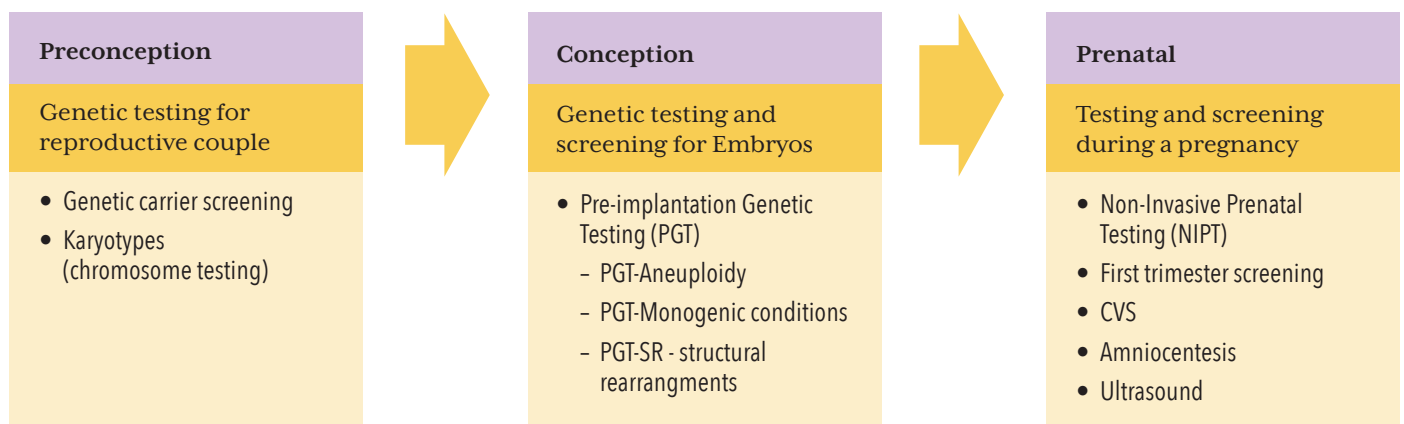 Preconception
Genetic testing for
reproductive couple
• Genetic carrier screening
• Karyotypes
(chromosome testing)
Conception
Genetic testing and
screening for Embryos
• Pre-implantation Genetic
Testing (PGT)
– PGT-Aneuploidy
– PGT-Monogenic conditions
– PGT-SR - structural
rearrangments
Prenatal
Testing and screening
during a pregnancy
• Non-Invasive Prenatal
Testing (NIPT)
• First trimester screening
• CVS
• Amniocentesis
• Ultrasound